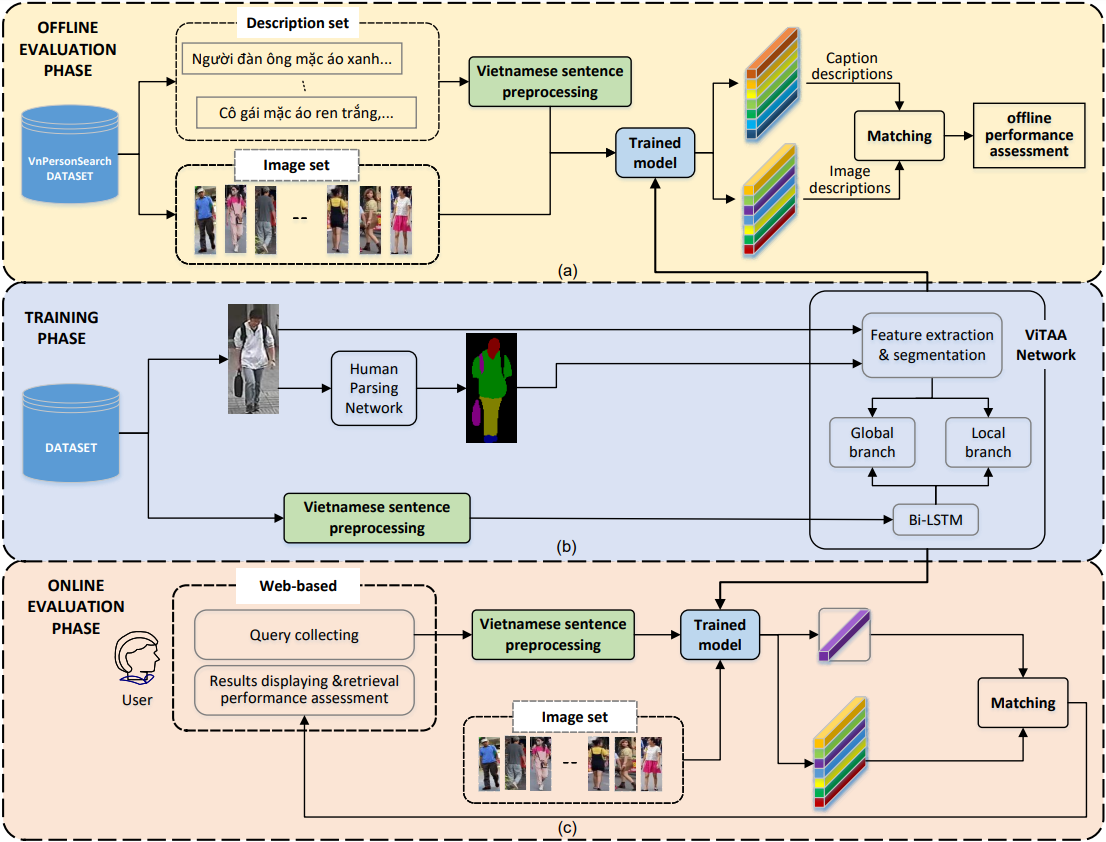 OFFLINE
EVALUATION
PHASE
Description set
Người đàn ông mặc áo xanh...
Cô gái mặc áo ren trắng,...
VnPersonSearch
DATASET
Image set
--
Vietnamese sentence
preprocessing
Trained
model
Caption
descriptions
Image
descriptions
Matching
offline
performance
assessment
(a)
TRAINING
PHASE
DATASET
Human
Parsing
Network
Vietnamese sentence
preprocessing
Feature extraction
& segmentation
ViTAA
Network
Global
branch
Local
branch
Bi-LSTM
(b)
ONLINE
EVALUATION
PHASE
User
Web-based
Query collecting
Results displaying &retrieval
performance assessment
Vietnamese sentence
preprocessing
Trained
model
Image set
--
Matching
(c)